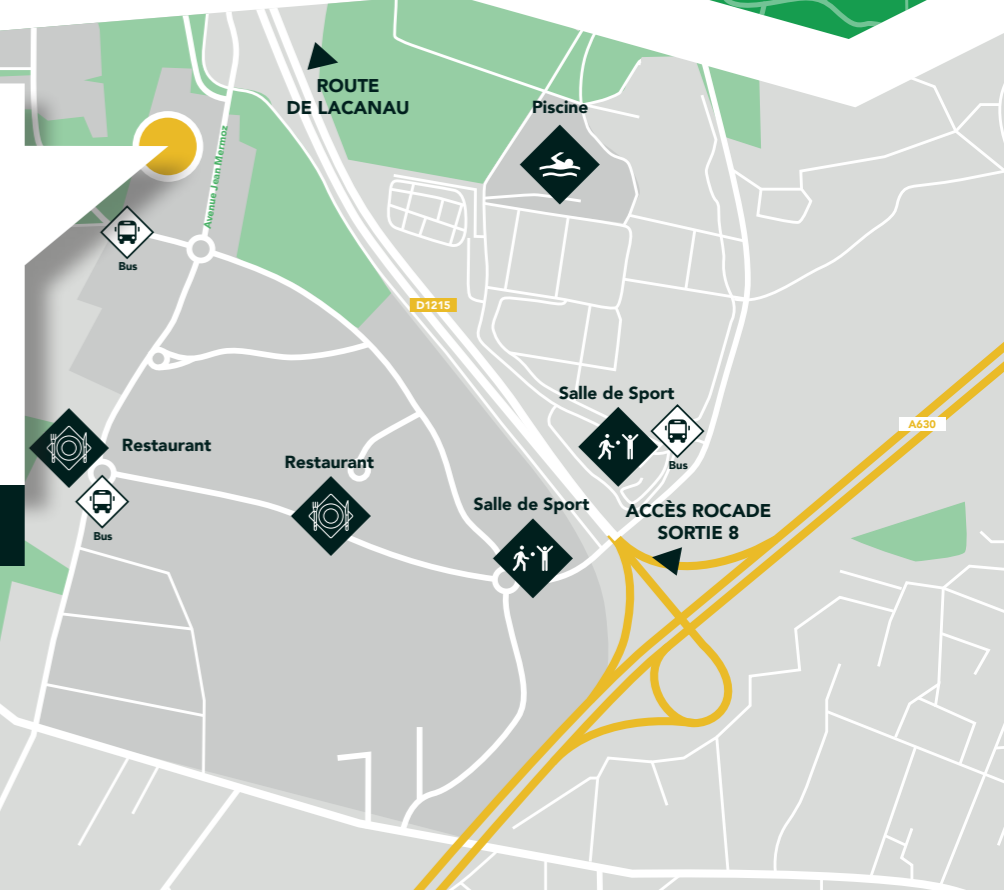 ROUTE
DE LACANAU
Piscine
Avenue Jean Mermoz
Bus
D1215
Salle de Sport
Bus
A630
Restaurant
Restaurant
Bus
Salle de Sport
ACCÈS ROCADE
SORTIE 8